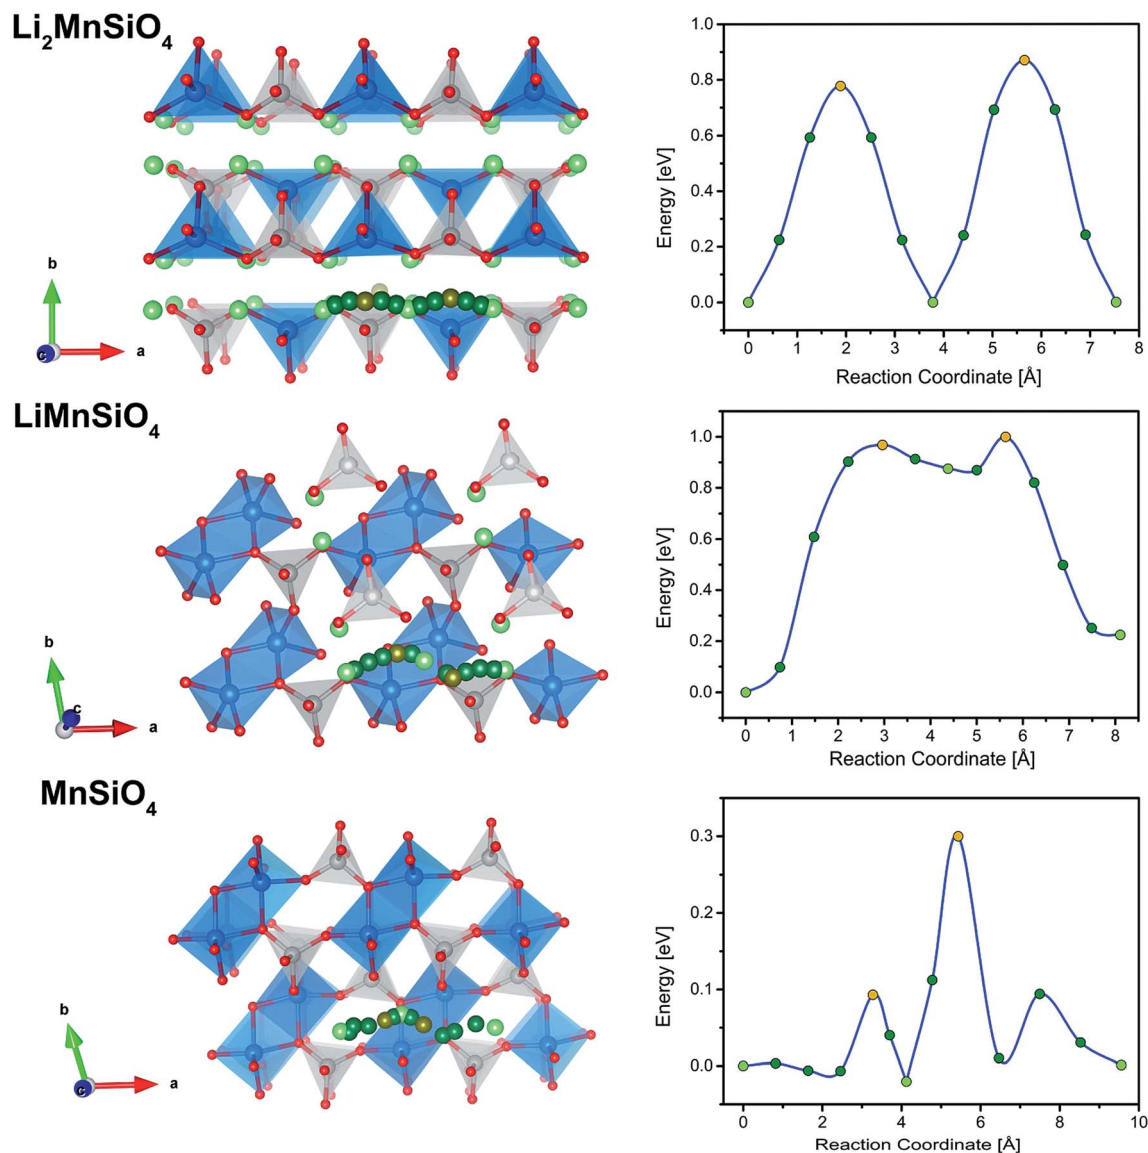 Li2MnSiO4
b
c
a
1.0
0.8
0.6
0.4
0.2
0.0
Energy [eV]
0 1 2 3 4 5 6 7 8
Reaction Coordinate [Å]
LiMnSiO4
b
c
a
1.0
0.8
0.6
0.4
0.2
0.0
Energy [eV]
0 1 2 3 4 5 6 7 8
Reaction Coordinate [Å]
MnSiO4
b
c
a
0.3
0.2
0.1
0.0
Energy [eV]
0 2 4 6 8 10
Reaction Coordinate [Å]